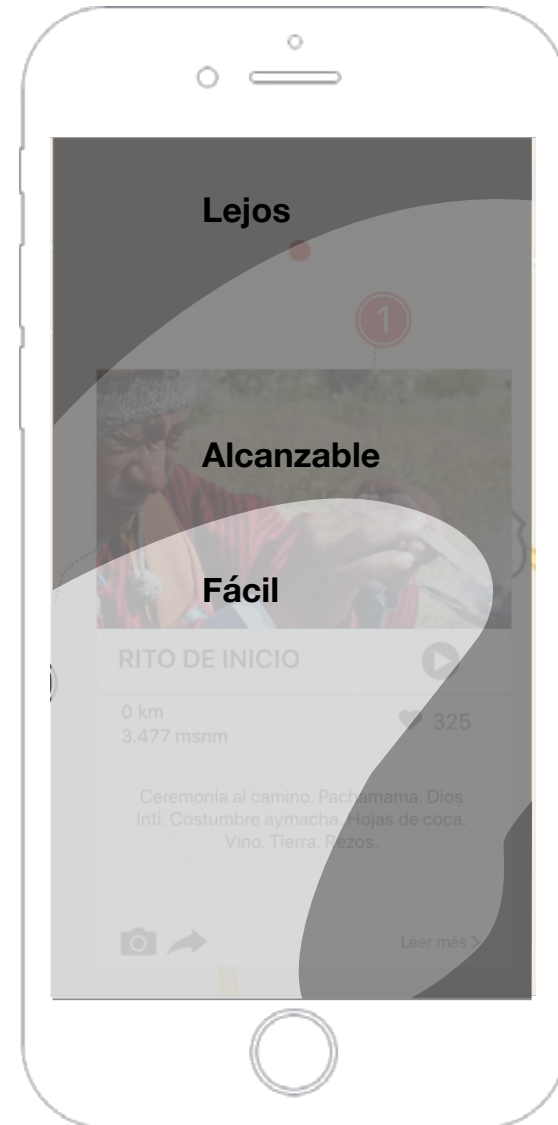 Lejos
1
Alcanzable
Fácil
RITO DE INICIO
0 km
3.477 msnm
325
Ceremonia al camino. Pachamama. Dios
Inti. Costumbre aymacha. Hojas de coca.
Vino. Tierra. Rezos.
Leer más >